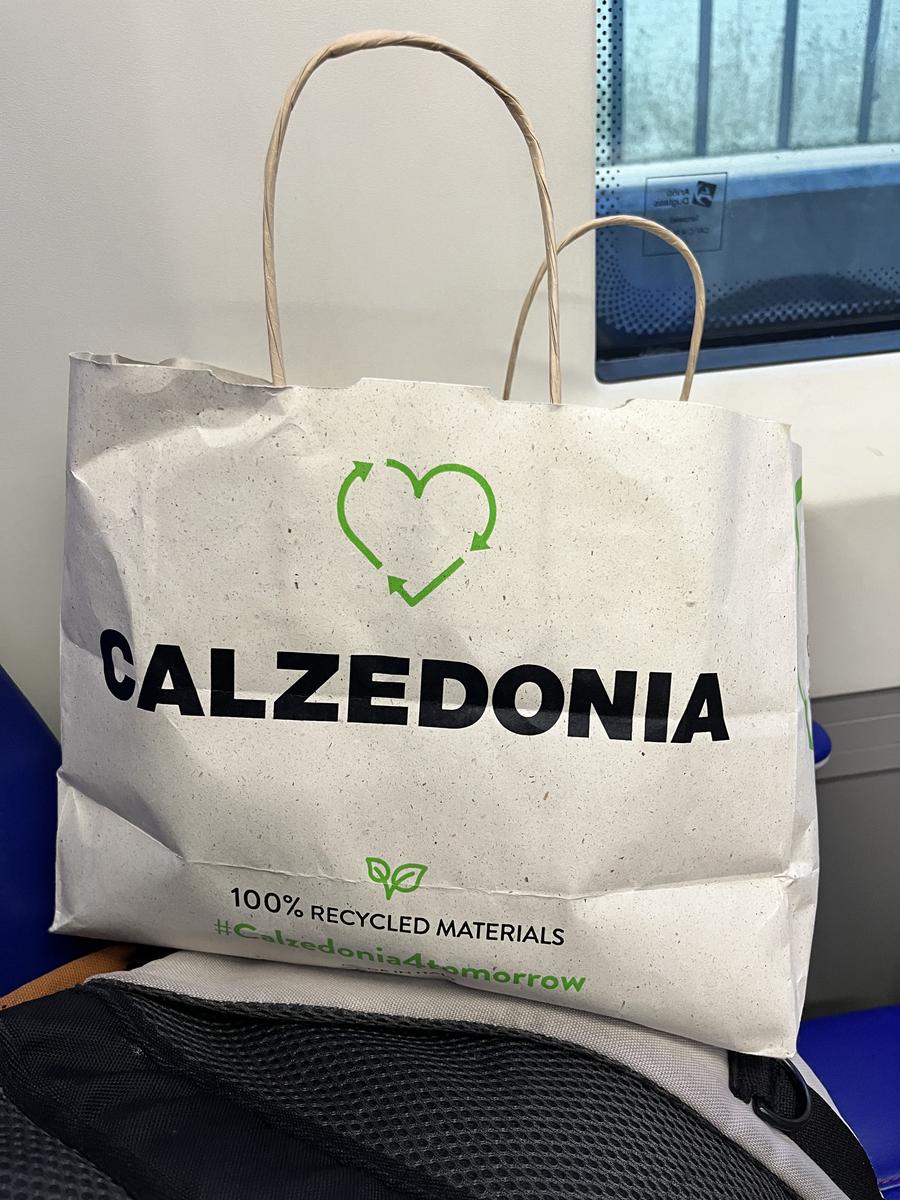 CALZEDONIA
100% RECYCLED MATERIALS
#Calzedonia4tomorrow